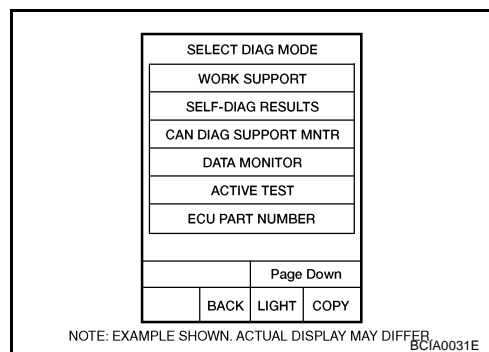 SELECT DIAG MODE
WORK SUPPORT
SELF-DIAG RESULTS
CAN DIAG SUPPORT MNTR
DATA MONITOR
ACTIVE TEST
ECU PART NUMBER
Page Down
BACK LIGHT COPY
NOTE: EXAMPLE SHOWN. ACTUAL DISPLAY MAY DIFFER
BCIA0031E